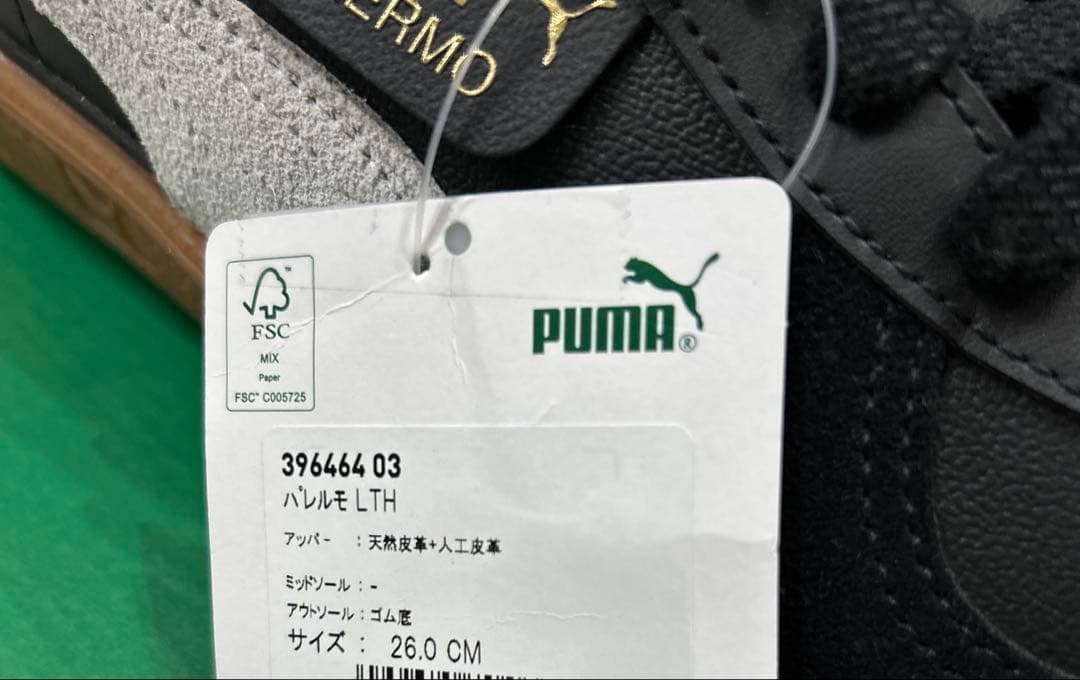 ERMO
FSC™
MIX
Paper
FSC™ C005725
PUMA®
396464 03
パレルモ LTH
アッパー : 天然皮革+人工皮革
ミッドソール : -
アウトソール : ゴム底
サイズ : 26.0 CM